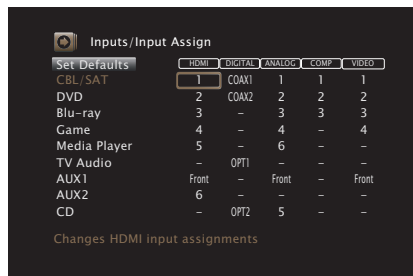 Inputs/Input Assign
Set Defaults HDMI DIGITAL ANALOG COMP VIDEO
CBL/SAT 1 COAX1 1 1 1
DVD 2 COAX2 2 2 2
Blu-ray 3 – 3 3 3
Game 4 – 4 – 4
Media Player 5 – 6 – –
TV Audio – OPT1 – – –
AUX1 Front – Front – Front
AUX2 6 – – – –
CD – OPT2 5 – –
Changes HDMI input assignments